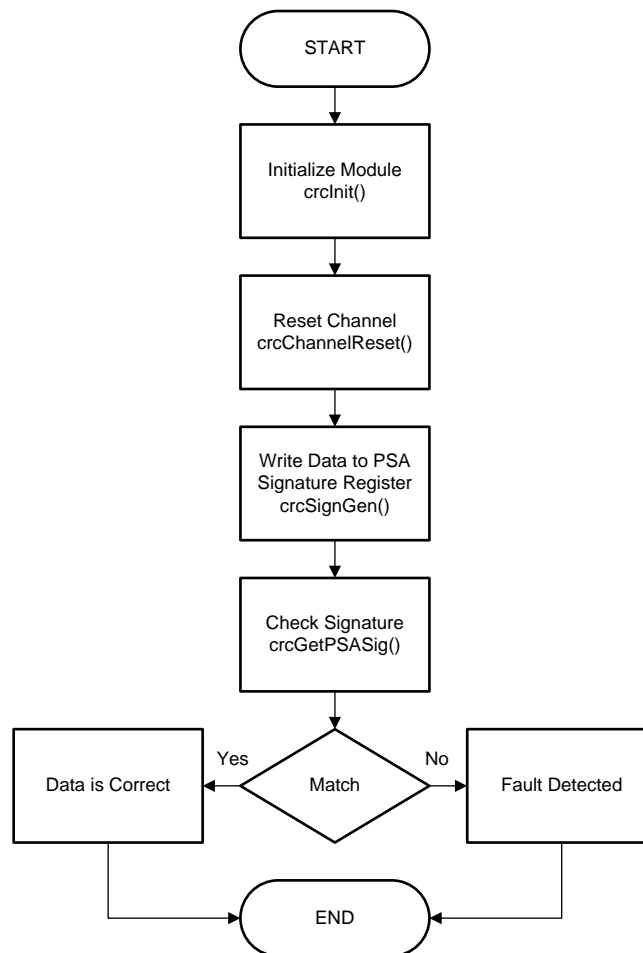 START
Initialize Module
crcInit()
Reset Channel
crcChannelReset()
Write Data to PSA
Signature Register
crcSignGen()
Check Signature
crcGetPSASig()
Yes
No
Data is Correct
Match
Fault Detected
END